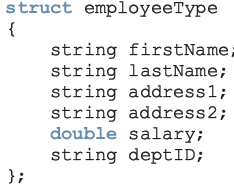 struct employeeType
{
    string firstName;
    string lastName;
    string address1;
    string address2;
    double salary;
    string deptID;
};